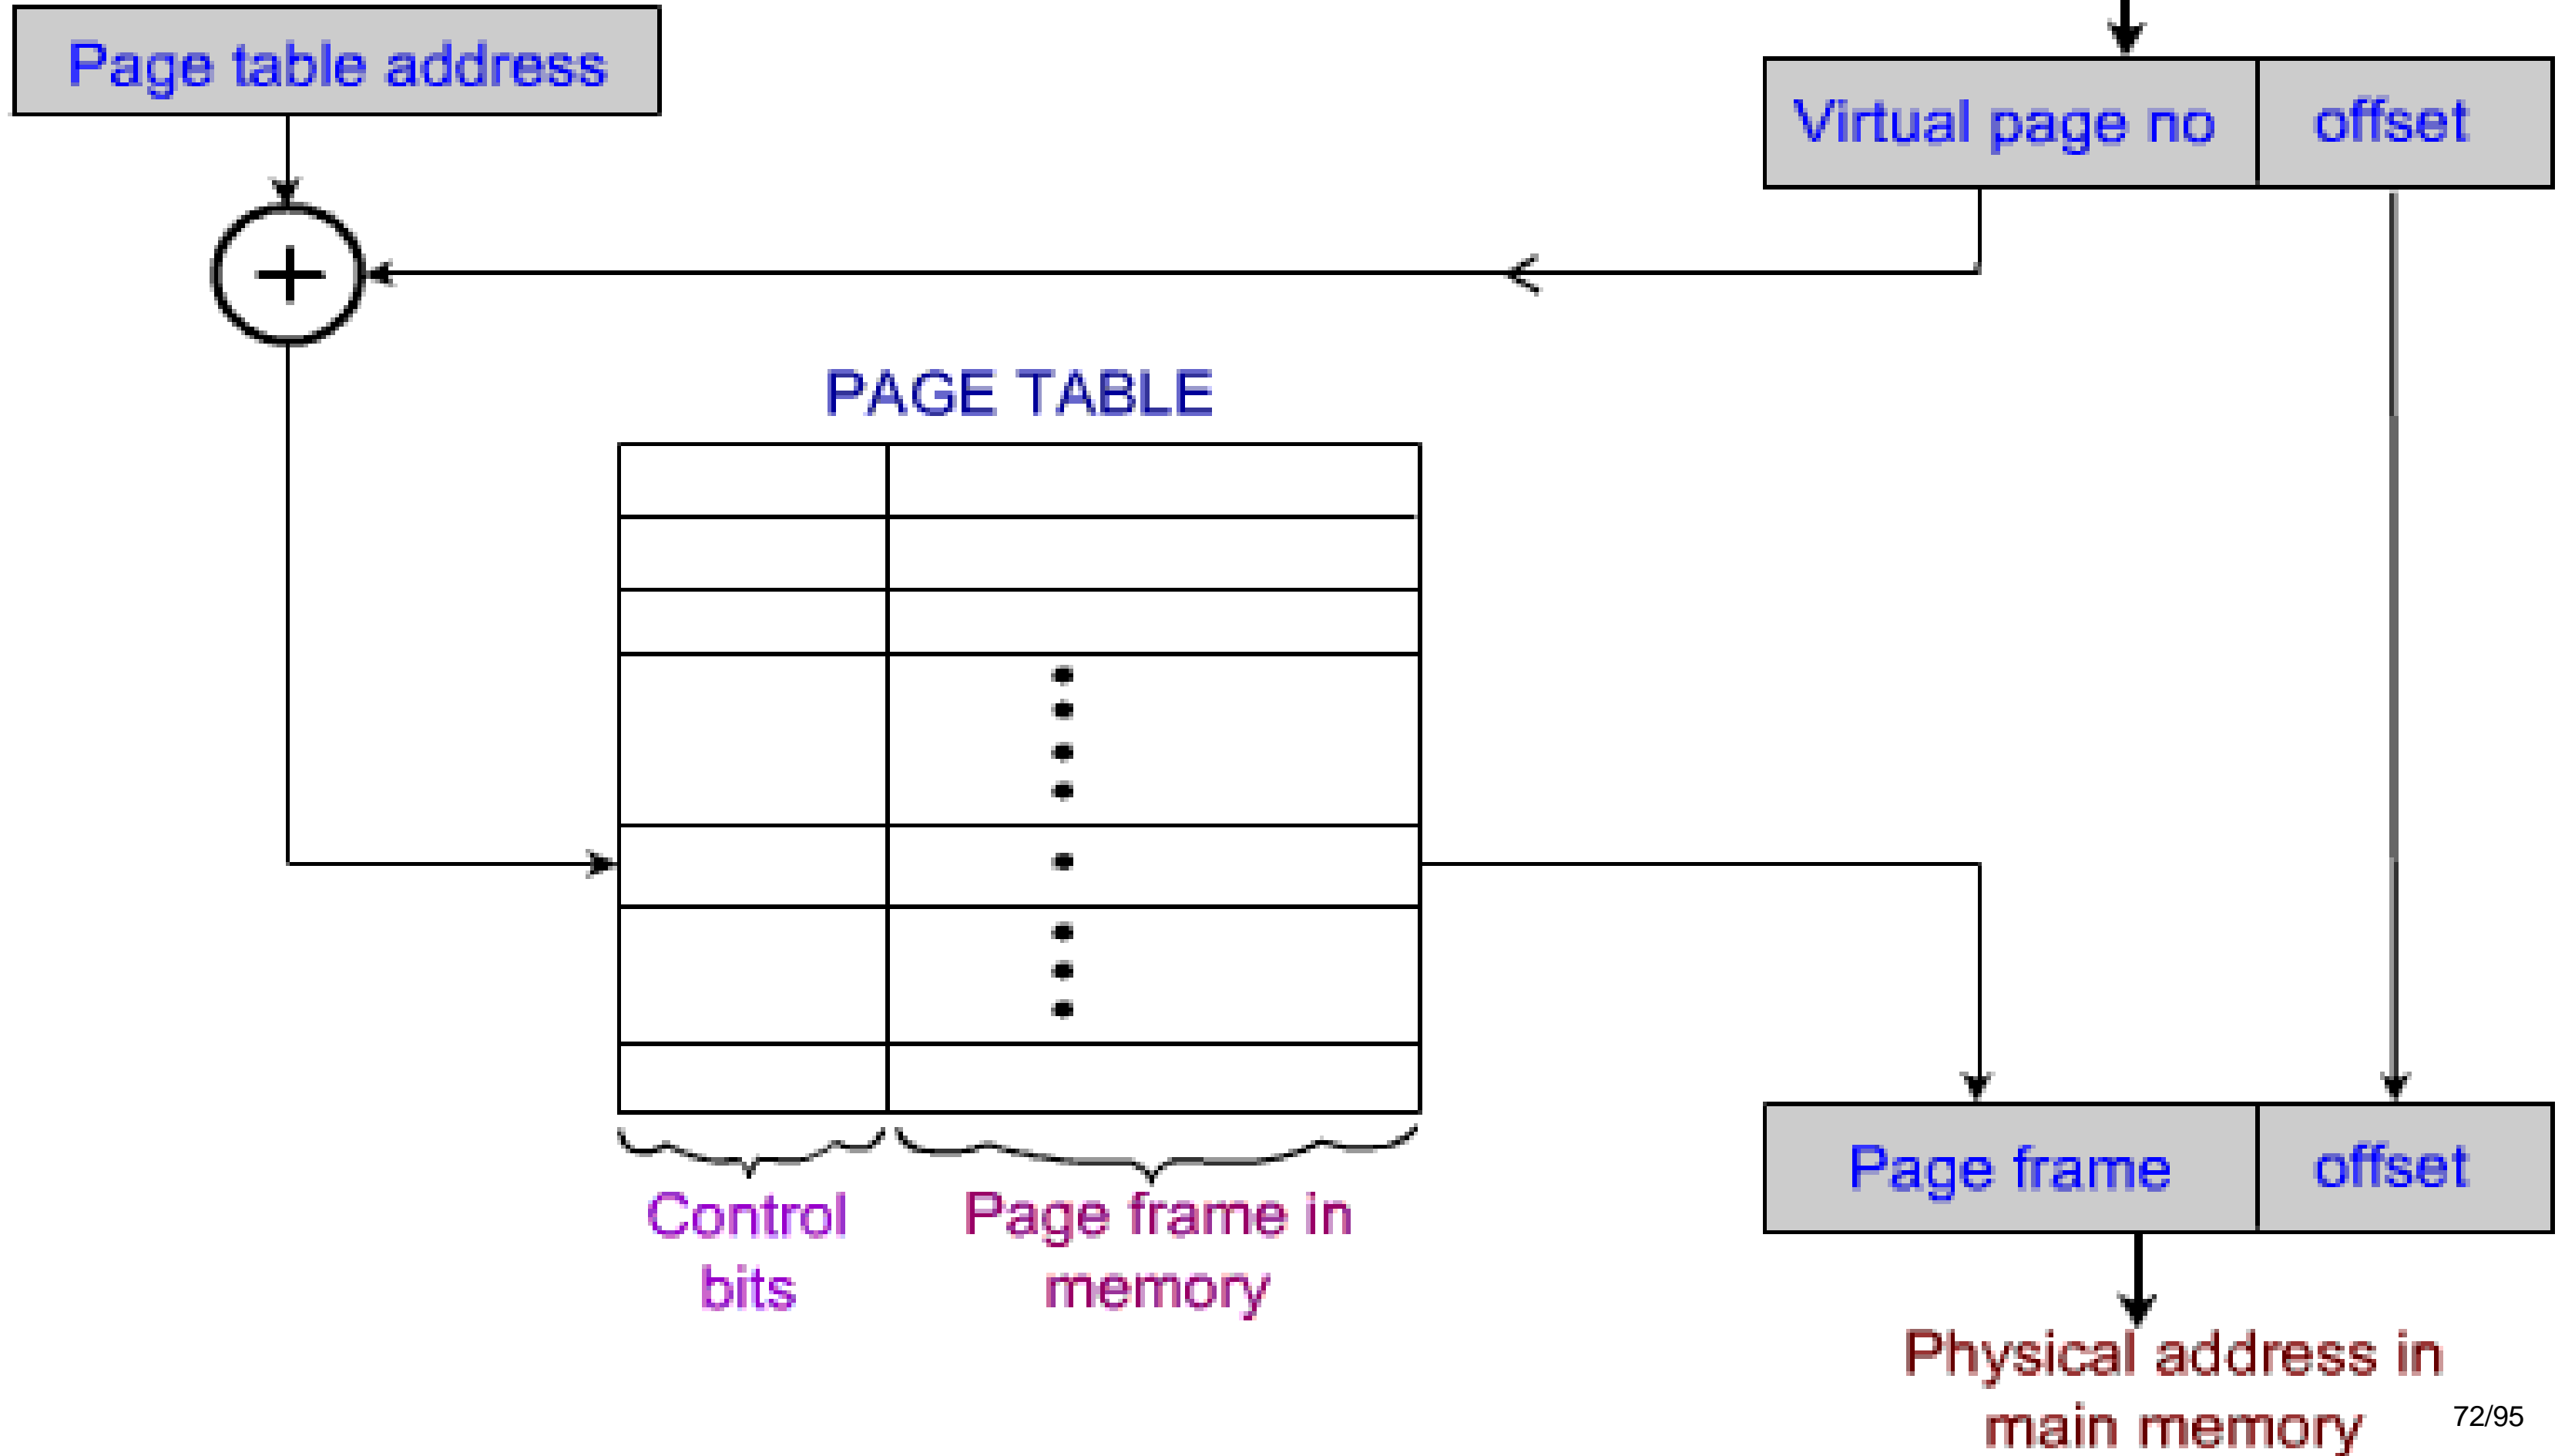 Page table address
Virtual page no
offset
+
PAGE TABLE
Control
bits
Page frame in
memory
Page frame
offset
Physical address in
main memory
72/95